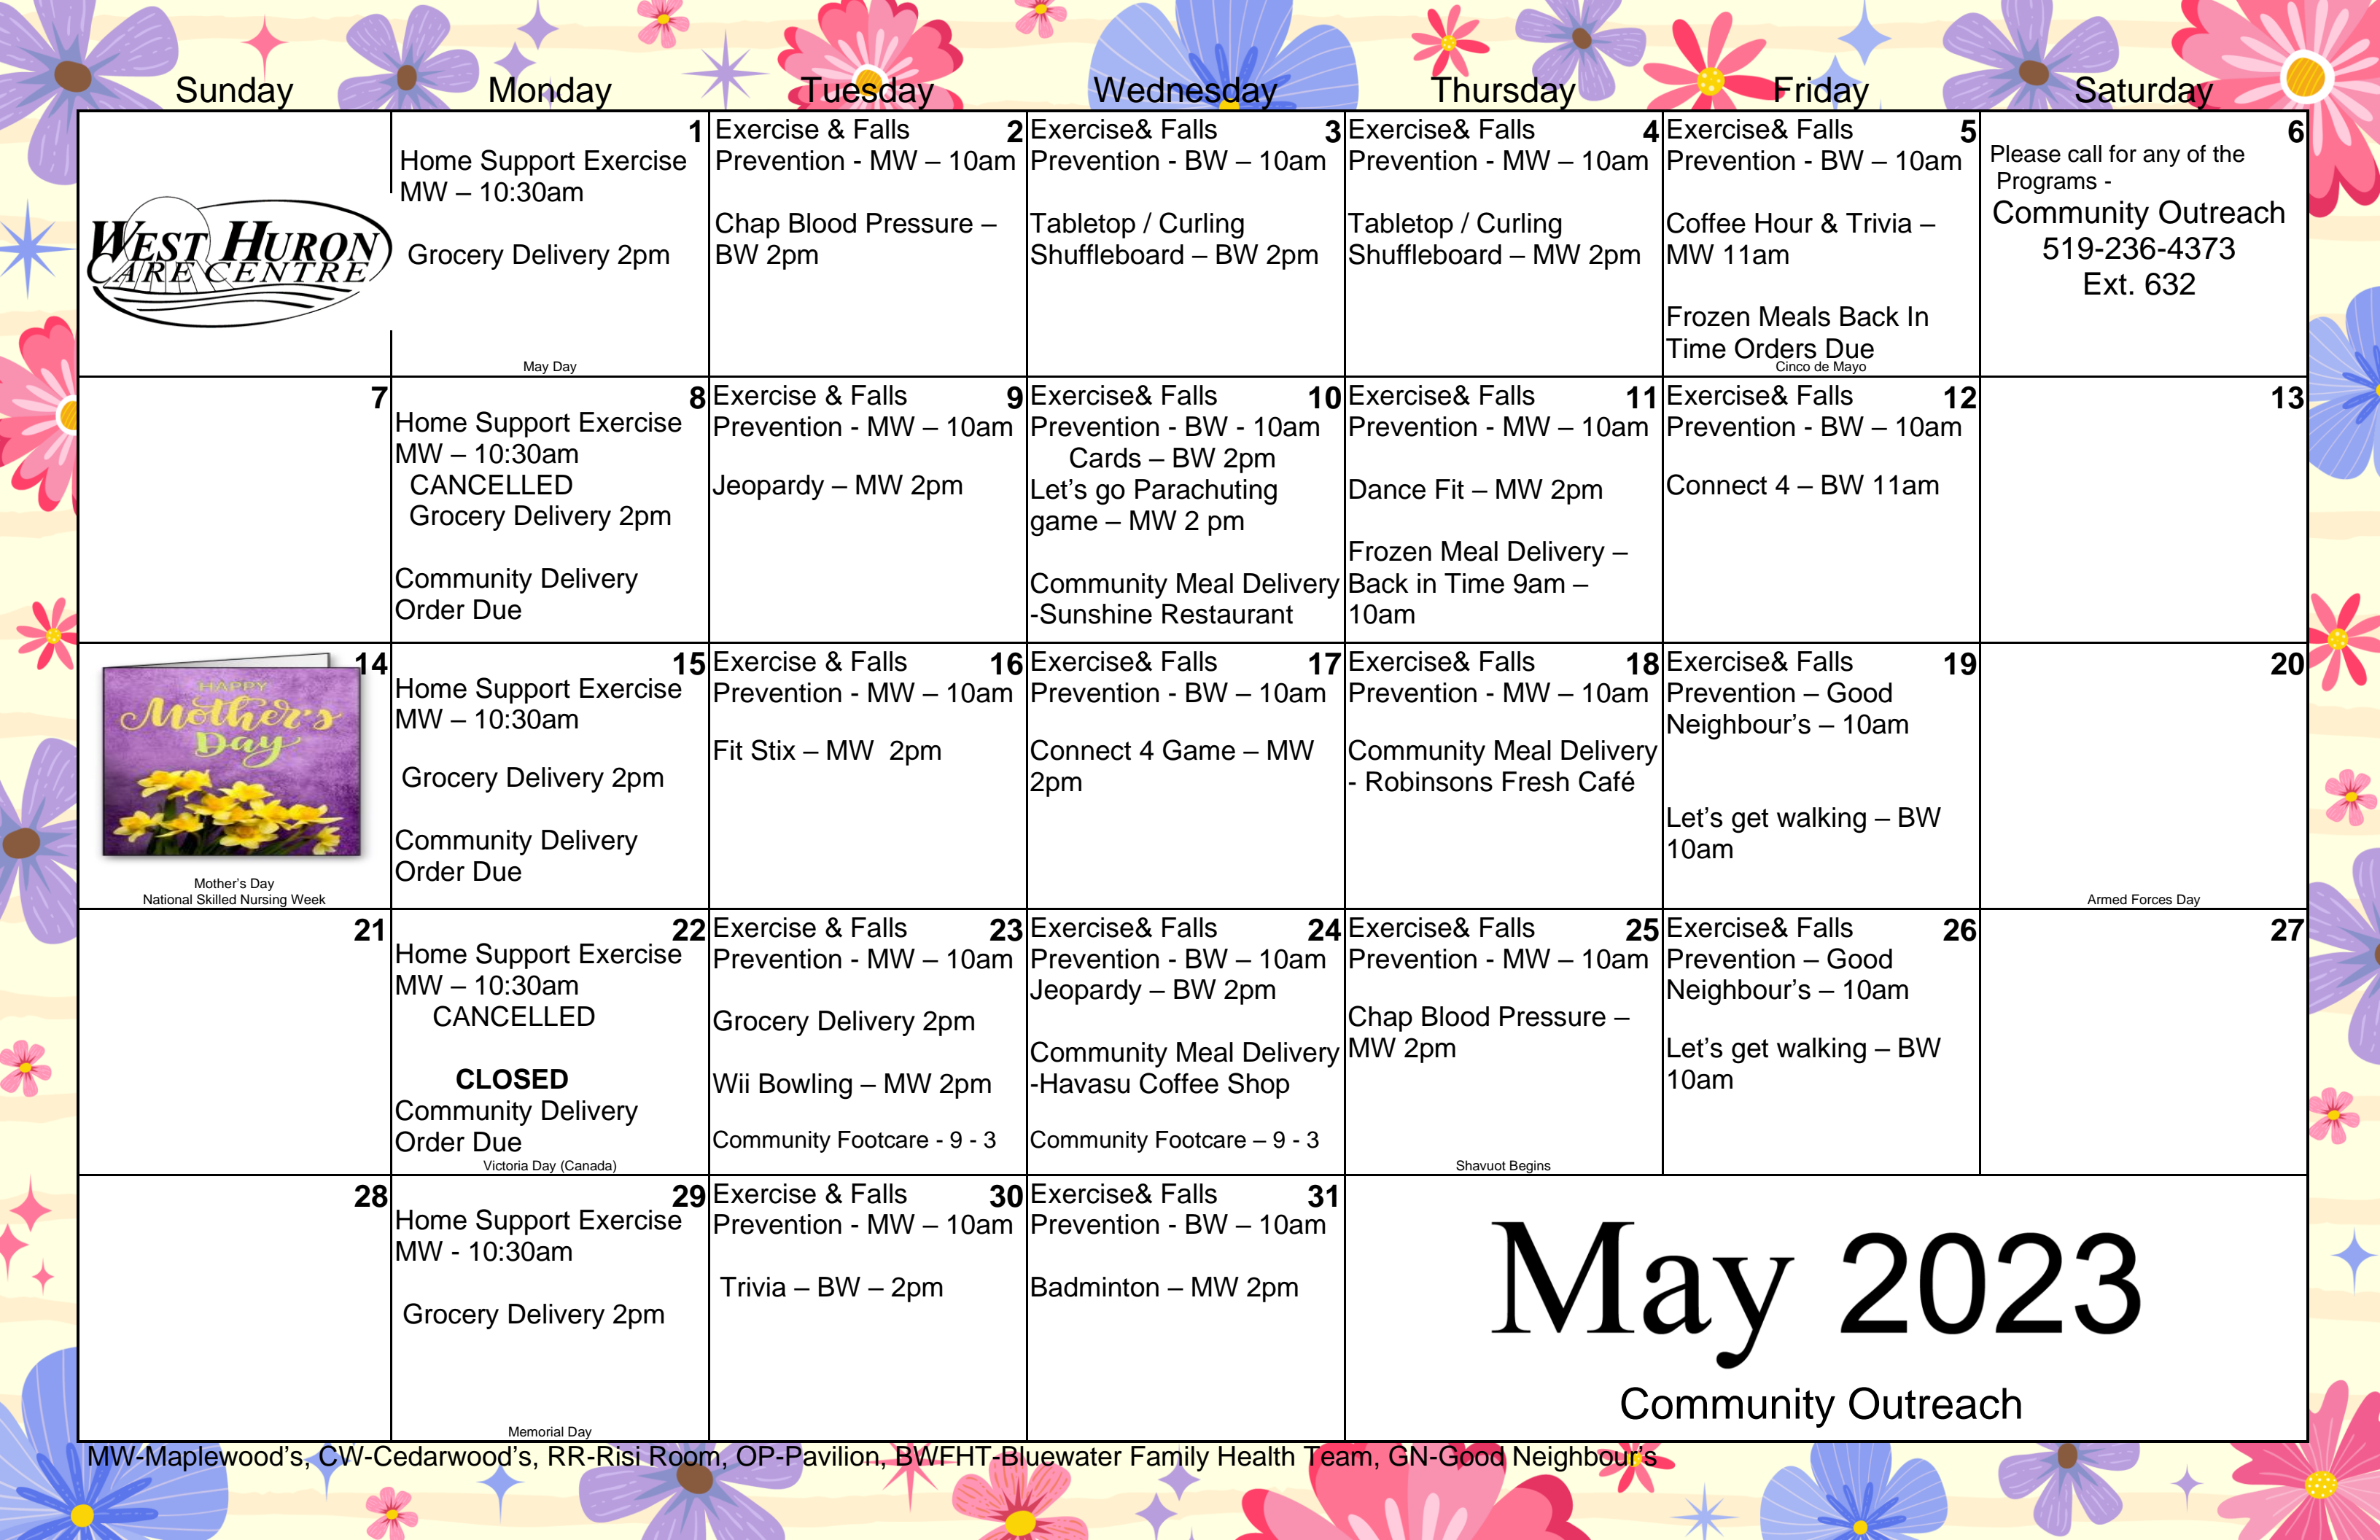 Sunday Monday Tuesday Wednesday Thursday Friday Saturday
WEST HURON
CARE CENTRE
1
Home Support Exercise
MW – 10:30am
Grocery Delivery 2pm
May Day
2
Exercise & Falls
Prevention - MW – 10am
Chap Blood Pressure –
BW 2pm
3
Exercise& Falls
Prevention - BW – 10am
Tabletop / Curling
Shuffleboard – BW 2pm
4
Exercise& Falls
Prevention - MW – 10am
Tabletop / Curling
Shuffleboard – MW 2pm
5
Exercise& Falls
Prevention - BW – 10am
Coffee Hour & Trivia –
MW 11am
Frozen Meals Back In
Time Orders Due
Cinco de Mayo
6
Please call for any of the
Programs -
Community Outreach
519-236-4373
Ext. 632
7
8
Home Support Exercise
MW – 10:30am
CANCELLED
Grocery Delivery 2pm
Community Delivery
Order Due
9
Exercise & Falls
Prevention - MW – 10am
Jeopardy – MW 2pm
10
Exercise& Falls
Prevention - BW - 10am
Cards – BW 2pm
Let's go Parachuting
game – MW 2 pm
Community Meal Delivery
-Sunshine Restaurant
11
Exercise& Falls
Prevention - MW – 10am
Dance Fit – MW 2pm
Frozen Meal Delivery –
Back in Time 9am –
10am
12
Exercise& Falls
Prevention - BW – 10am
Connect 4 – BW 11am
13
14
HAPPY
Mother's
Day
Mother's Day
National Skilled Nursing Week
15
Home Support Exercise
MW – 10:30am
Grocery Delivery 2pm
Community Delivery
Order Due
16
Exercise & Falls
Prevention - MW – 10am
Fit Stix – MW 2pm
17
Exercise& Falls
Prevention - BW – 10am
Connect 4 Game – MW
2pm
18
Exercise& Falls
Prevention - MW – 10am
Community Meal Delivery
- Robinsons Fresh Café
19
Exercise& Falls
Prevention – Good
Neighbour's – 10am
Let's get walking – BW
10am
20
Armed Forces Day
21
22
Home Support Exercise
MW – 10:30am
CANCELLED
CLOSED
Community Delivery
Order Due
Victoria Day (Canada)
23
Exercise & Falls
Prevention - MW – 10am
Grocery Delivery 2pm
Wii Bowling – MW 2pm
Community Footcare - 9 - 3
24
Exercise& Falls
Prevention - BW – 10am
Jeopardy – BW 2pm
Community Meal Delivery
-Havasu Coffee Shop
Community Footcare – 9 - 3
25
Exercise& Falls
Prevention - MW – 10am
Chap Blood Pressure –
MW 2pm
Shavuot Begins
26
Exercise& Falls
Prevention – Good
Neighbour's – 10am
Let's get walking – BW
10am
27
28
29
Home Support Exercise
MW - 10:30am
Grocery Delivery 2pm
Memorial Day
30
Exercise & Falls
Prevention - MW – 10am
Trivia – BW – 2pm
31
Exercise& Falls
Prevention - BW – 10am
Badminton – MW 2pm
May 2023
Community Outreach
MW-Maplewood's, CW-Cedarwood's, RR-Risi Room, OP-Pavilion, BWFHT-Bluewater Family Health Team, GN-Good Neighbour's